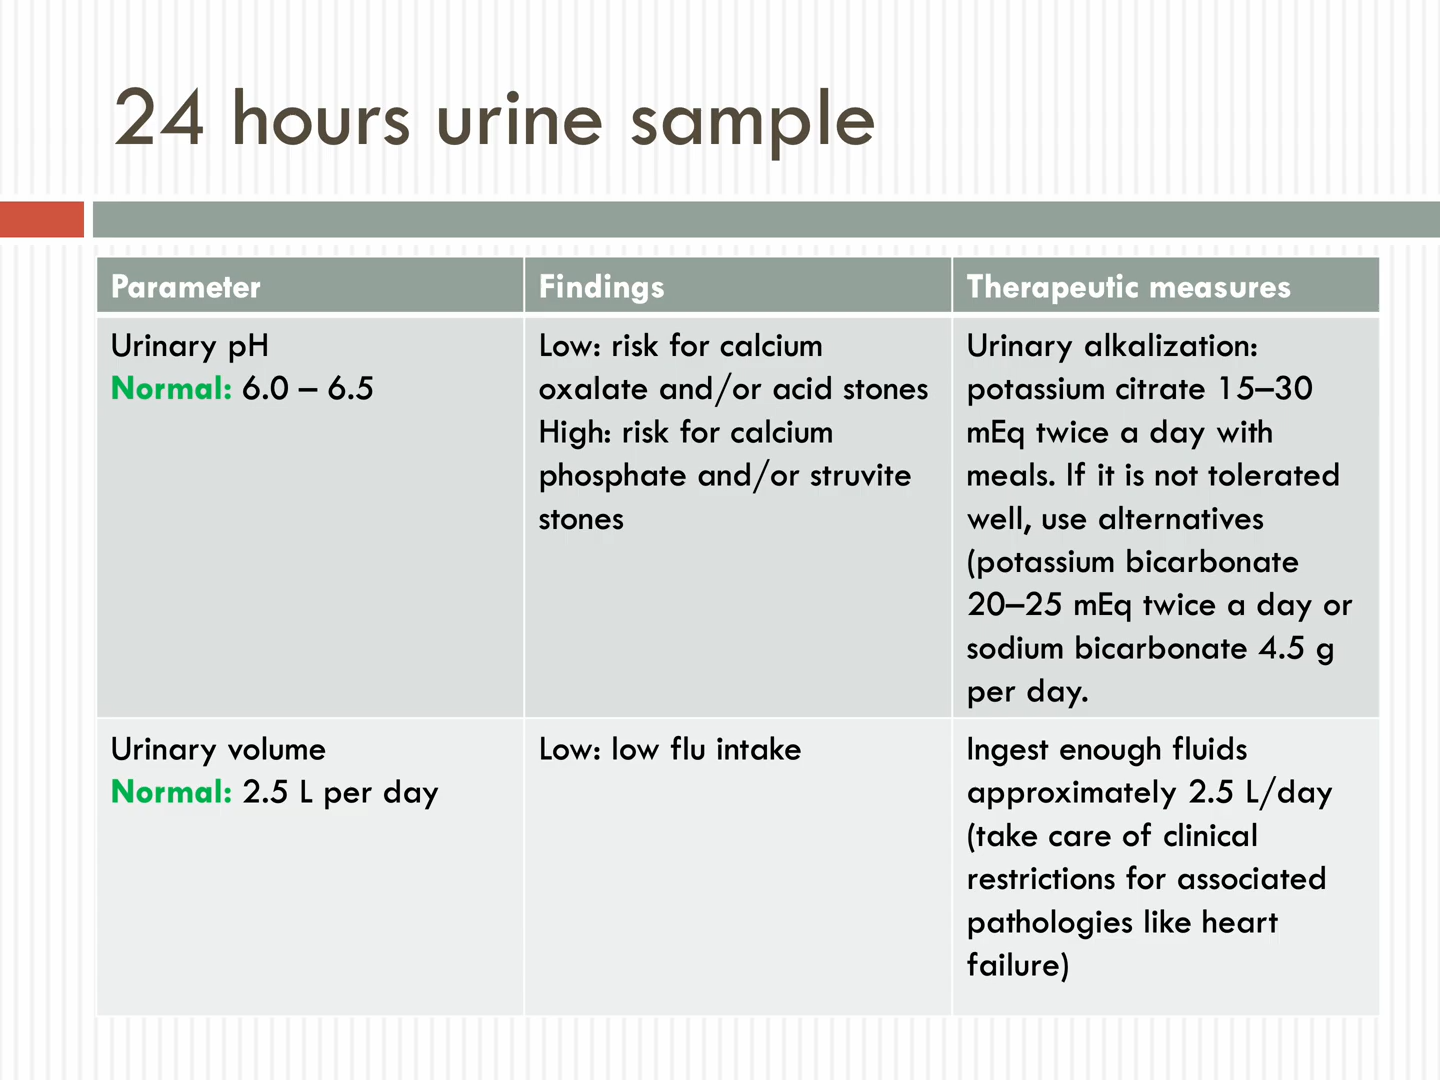 24 hours urine sample
Parameter
Findings
Therapeutic measures
Urinary pH
Normal: 6.0 – 6.5
Low: risk for calcium
oxalate and/or acid stones
High: risk for calcium
phosphate and/or struvite
stones
Urinary alkalization:
potassium citrate 15–30
mEq twice a day with
meals. If it is not tolerated
well, use alternatives
(potassium bicarbonate
20–25 mEq twice a day or
sodium bicarbonate 4.5 g
per day.
Urinary volume
Normal: 2.5 L per day
Low: low flu intake
Ingest enough fluids
approximately 2.5 L/day
(take care of clinical
restrictions for associated
pathologies like heart
failure)